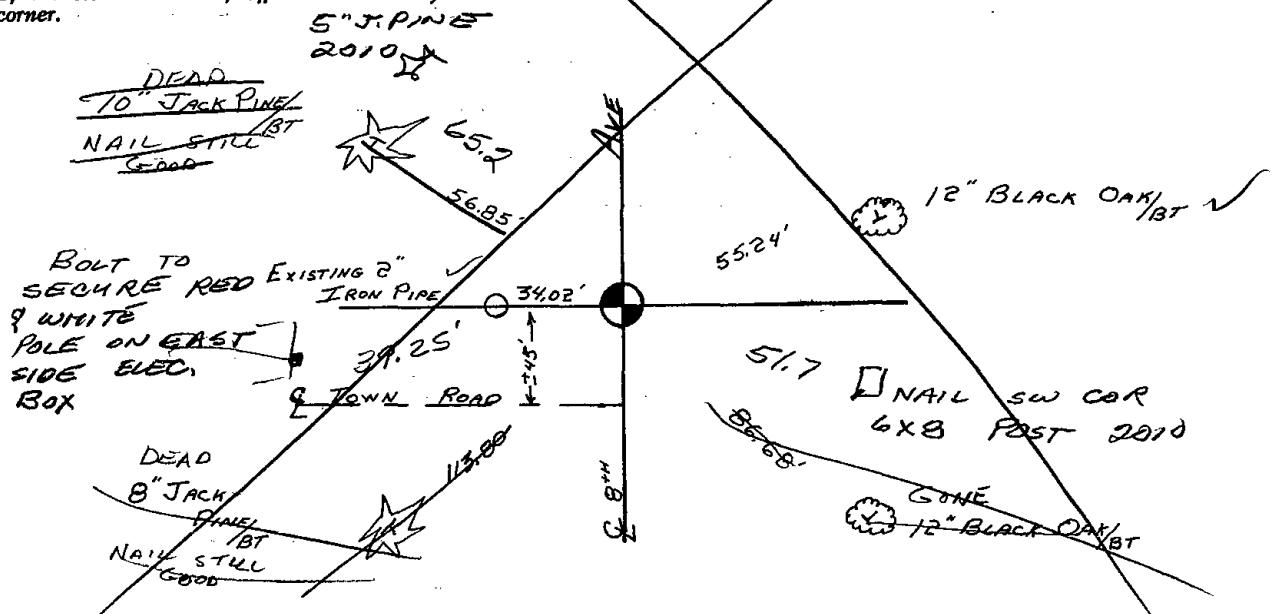 corner.
5" J. PINE
2010
DEAD
10" JACK PINE/BT
NAIL STILL
GOOD
65.2
56.85'
AVE
12" BLACK OAK/BT
55.24'
BOLT TO
SECURE RED
& WHITE
POLE ON EAST
SIDE ELEC.
BOX
EXISTING 2"
IRON PIPE
34.02'
39.25'
±45'
51.7
NAIL SW COR
6X8 POST 2010
℄ TOWN ROAD
86.68'
113.80
DEAD
8" JACK
PINE/BT
NAIL STILL
GOOD
℄ 8TH
GONE
12" BLACK OAK/BT